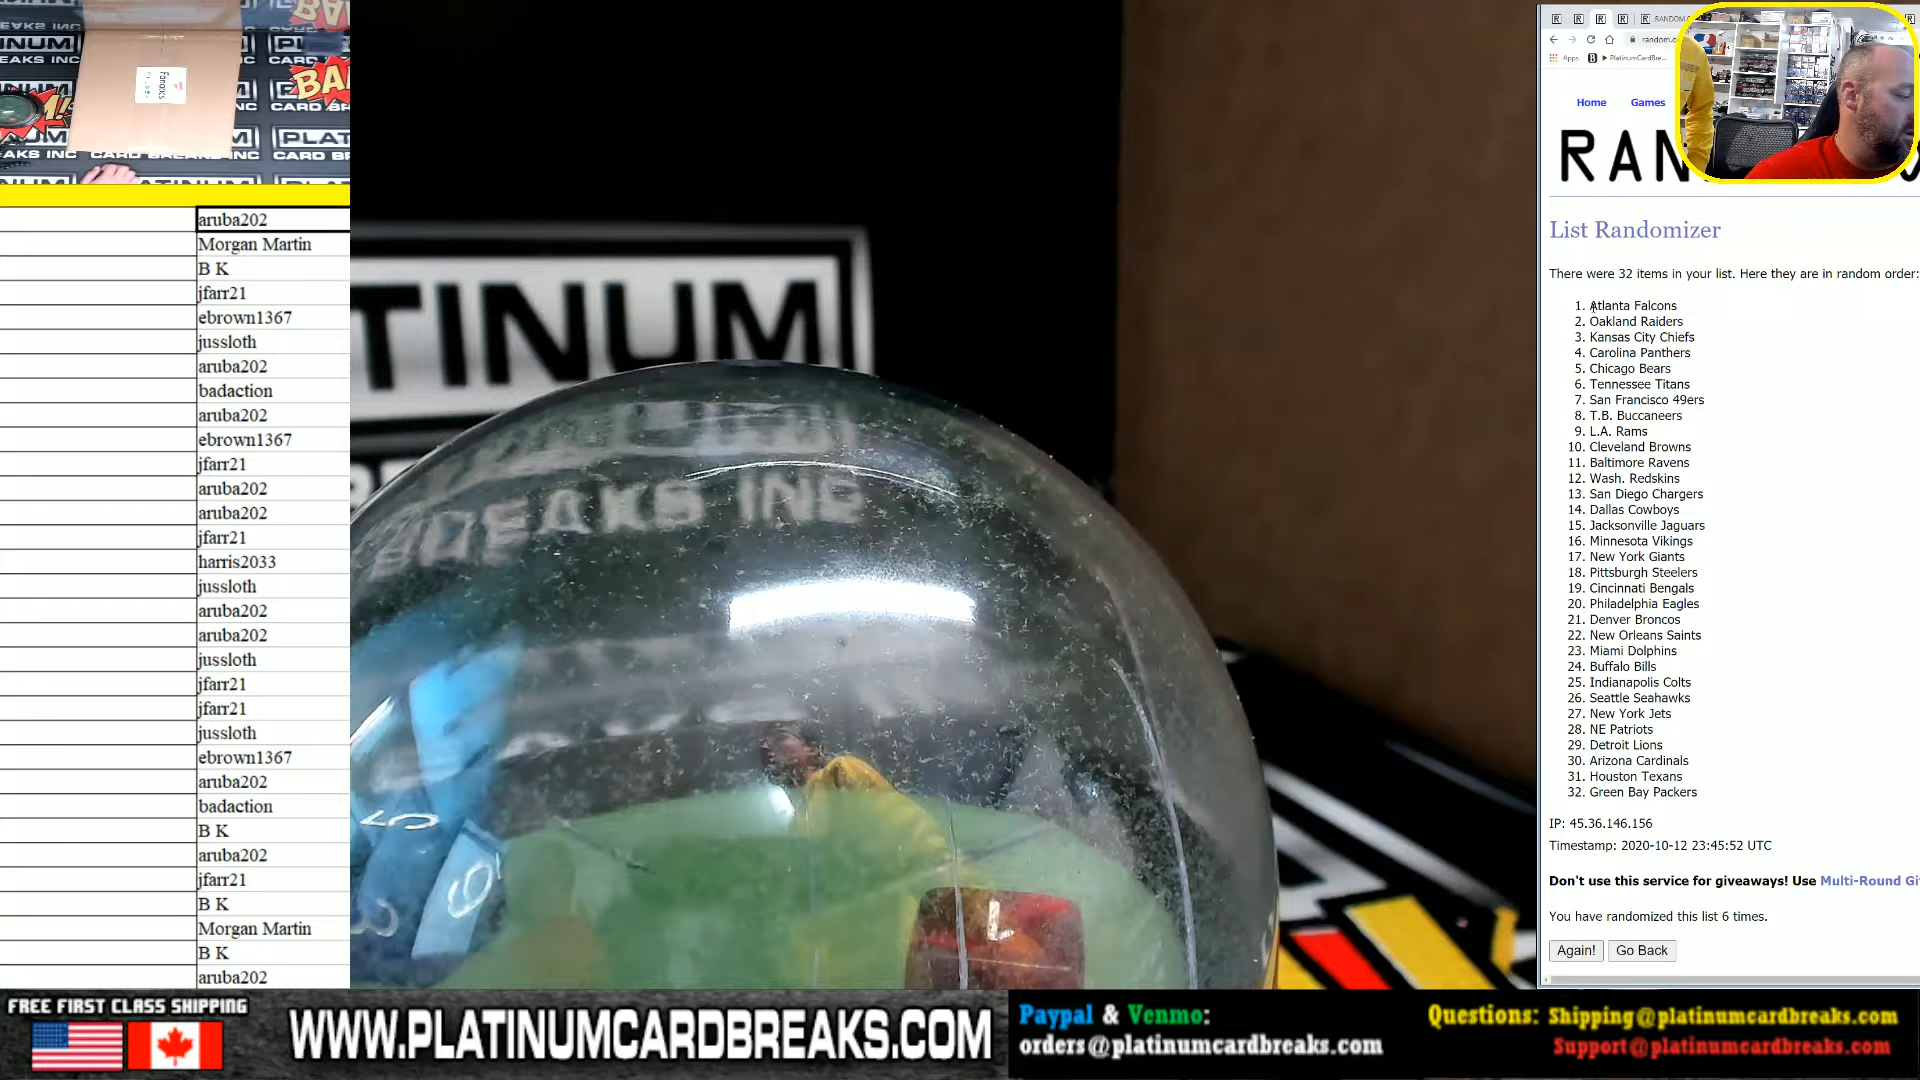 aruba202
Morgan Martin
B K
jfarr21
ebrown1367
jussloth
aruba202
badaction
aruba202
ebrown1367
jfarr21
aruba202
aruba202
jfarr21
harris2033
jussloth
aruba202
aruba202
jussloth
jfarr21
jfarr21
jussloth
ebrown1367
aruba202
badaction
B K
aruba202
jfarr21
B K
Morgan Martin
B K
aruba202
TINUM
BREAKS INC
L
Apps
PlatinumCardBre...
Home Games
RAN
List Randomizer
There were 32 items in your list. Here they are in random order:
1. Atlanta Falcons
2. Oakland Raiders
3. Kansas City Chiefs
4. Carolina Panthers
5. Chicago Bears
6. Tennessee Titans
7. San Francisco 49ers
8. T.B. Buccaneers
9. L.A. Rams
10. Cleveland Browns
11. Baltimore Ravens
12. Wash. Redskins
13. San Diego Chargers
14. Dallas Cowboys
15. Jacksonville Jaguars
16. Minnesota Vikings
17. New York Giants
18. Pittsburgh Steelers
19. Cincinnati Bengals
20. Philadelphia Eagles
21. Denver Broncos
22. New Orleans Saints
23. Miami Dolphins
24. Buffalo Bills
25. Indianapolis Colts
26. Seattle Seahawks
27. New York Jets
28. NE Patriots
29. Detroit Lions
30. Arizona Cardinals
31. Houston Texans
32. Green Bay Packers
IP: 45.36.146.156
Timestamp: 2020-10-12 23:45:52 UTC
Don't use this service for giveaways! Use Multi-Round Gi
You have randomized this list 6 times.
Again! Go Back
FREE FIRST CLASS SHIPPING
WWW.PLATINUMCARDBREAKS.COM
Paypal & Venmo:
orders@platinumcardbreaks.com
Questions: Shipping@platinumcardbreaks.com
Support@platinumcardbreaks.com